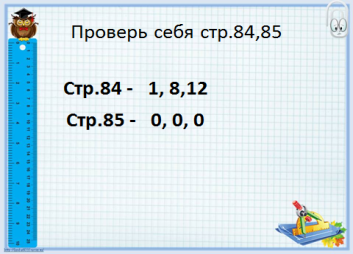 Проверь себя стр.84,85
Стр.84 - 1, 8,12
Стр.85 - 0, 0, 0